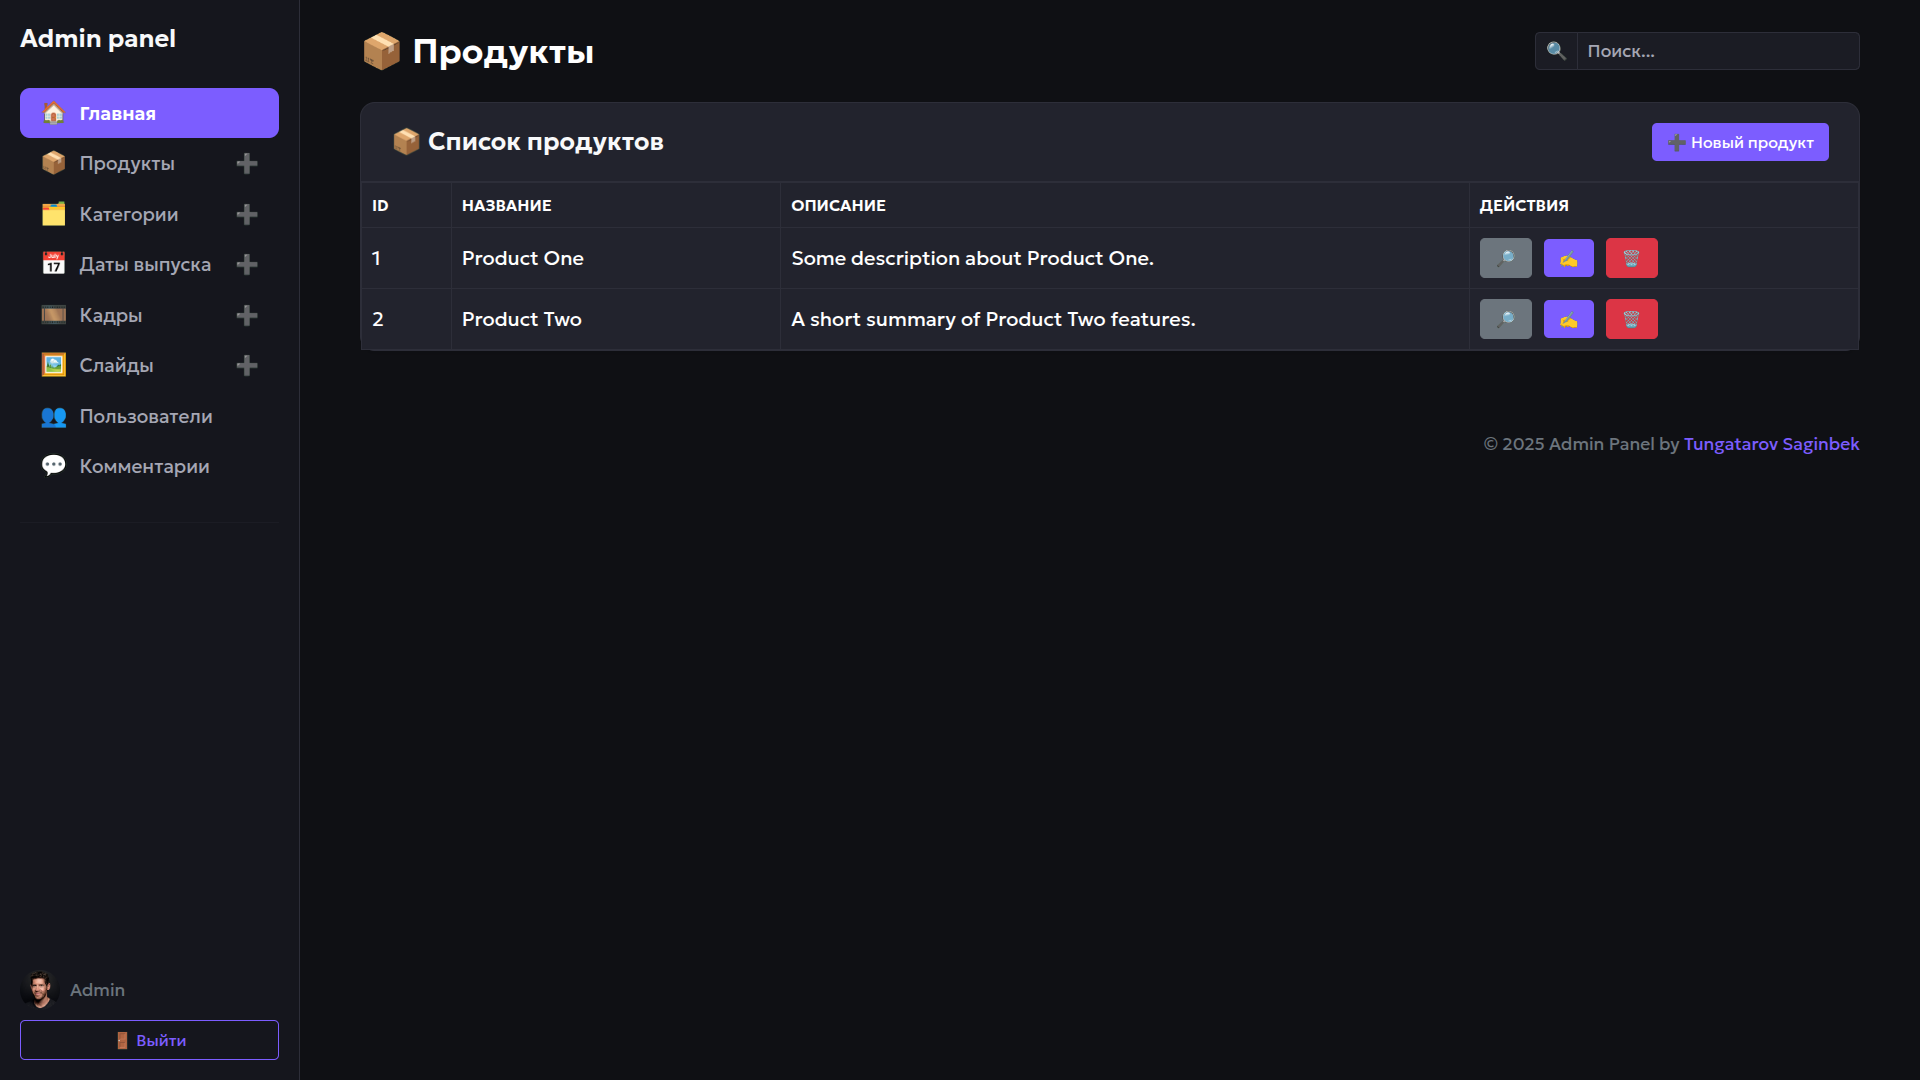 Admin panel
Главная
Продукты
Категории
Даты выпуска
Кадры
Слайды
Пользователи
Комментарии
Admin
Выйти
Продукты
Поиск...
Список продуктов
Новый продукт
ID НАЗВАНИЕ ОПИСАНИЕ ДЕЙСТВИЯ
1 Product One Some description about Product One.
2 Product Two A short summary of Product Two features.
© 2025 Admin Panel by Tungatarov Saginbek